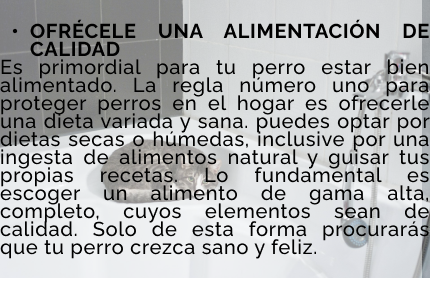 • OFRÉCELE UNA ALIMENTACIÓN DE
CALIDAD
Es primordial para tu perro estar bien
alimentado. La regla número uno para
proteger perros en el hogar es ofrecerle
una dieta variada y sana. puedes optar por
dietas secas o húmedas, inclusive por una
ingesta de alimentos natural y guisar tus
propias recetas. Lo fundamental es
escoger un alimento de gama alta,
completo, cuyos elementos sean de
calidad. Solo de esta forma procurarás
que tu perro crezca sano y feliz.